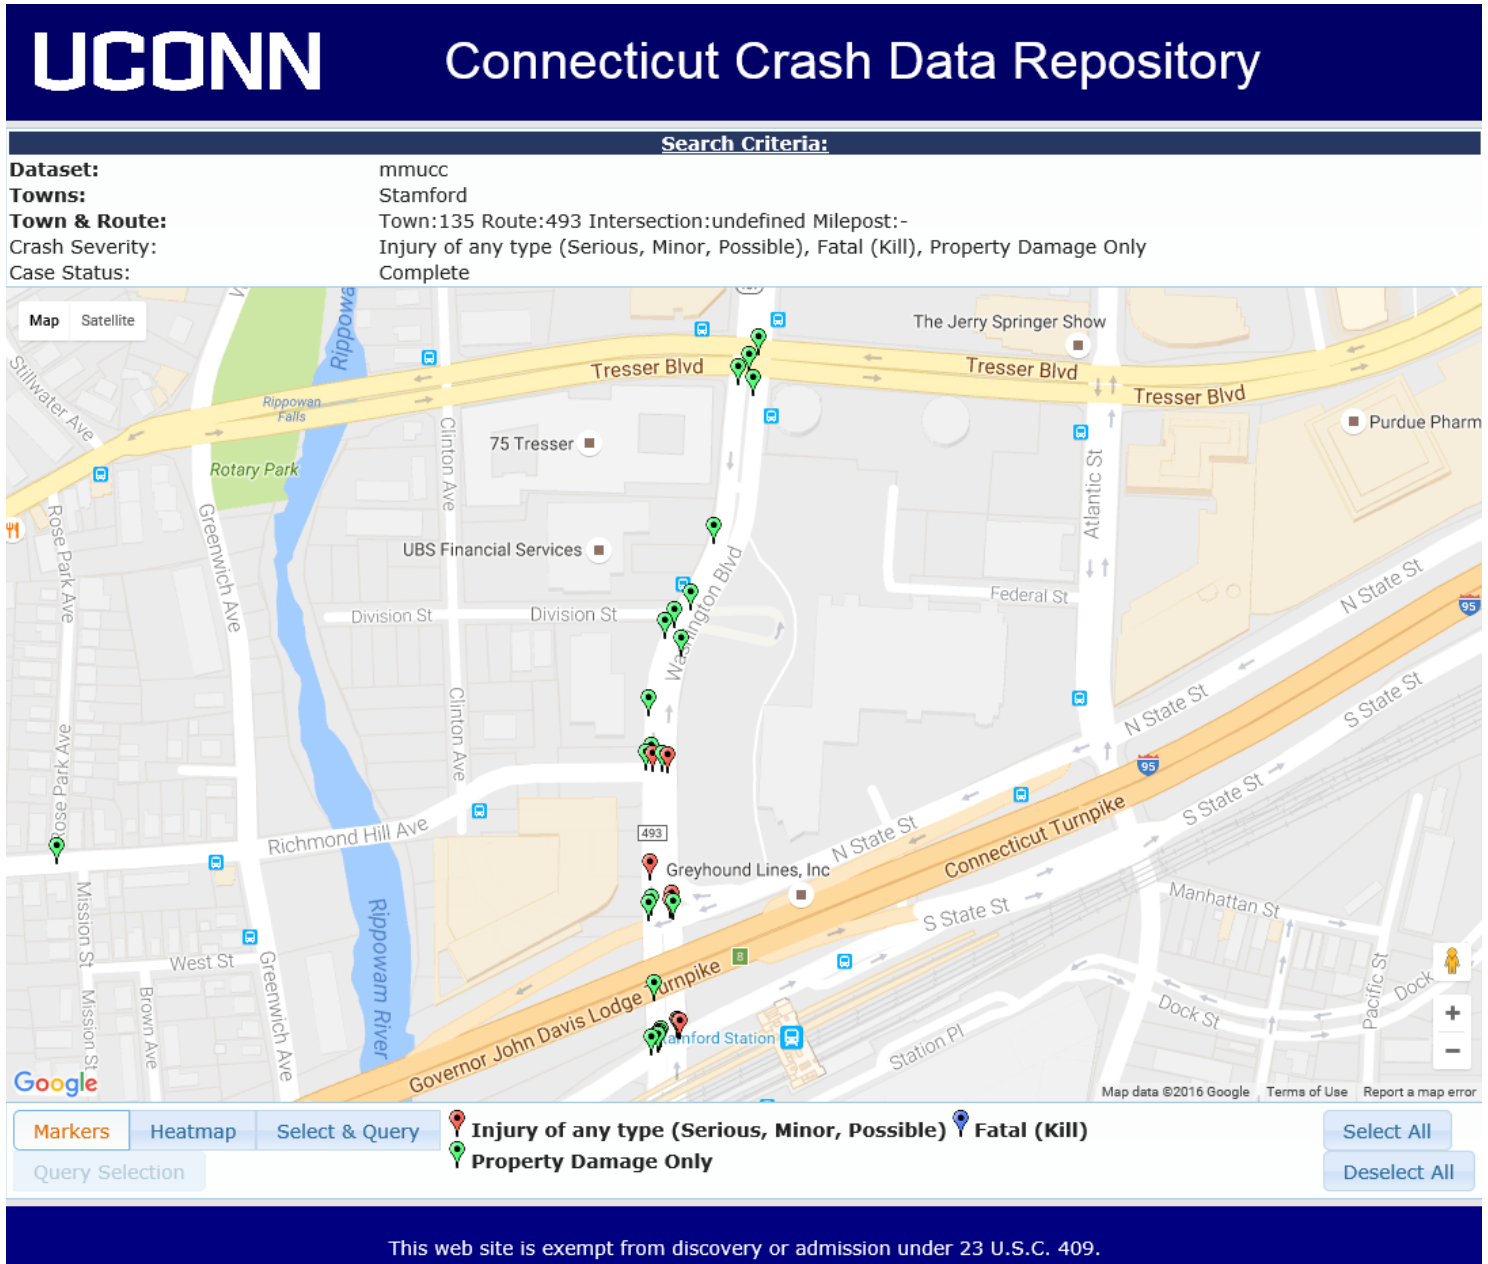 UCONN Connecticut Crash Data Repository
Search Criteria:
Dataset: mmucc
Towns: Stamford
Town & Route: Town:135 Route:493 Intersection:undefined Milepost:-
Crash Severity: Injury of any type (Serious, Minor, Possible), Fatal (Kill), Property Damage Only
Case Status: Complete
Map Satellite
The Jerry Springer Show
Rippowa
Stillwater Ave
Tresser Blvd
Tresser Blvd
Tresser Blvd
Rippowan
Falls
Purdue Pharm
75 Tresser
Clinton Ave
Rotary Park
Atlantic St
Rose Park Ave
Greenwich Ave
UBS Financial Services
Washington Blvd
Federal St
N State St
95
Division St
Division St
Clinton Ave
N State St
S State St
Rose Park Ave
95
S State St
Connecticut Turnpike
Richmond Hill Ave
493
N State St
Greyhound Lines, Inc
Mission St
Rippowam River
Manhattan St
S State St
West St
Greenwich Ave
8
Governor John Davis Lodge Turnpike
Pacific St
Dock
Dock St
Mission St
Brown Ave
Stamford Station
Station Pl
+
−
Google
Map data ©2016 Google Terms of Use Report a map error
Markers Heatmap Select & Query
Injury of any type (Serious, Minor, Possible) Fatal (Kill)
Property Damage Only
Select All
Query Selection
Deselect All
This web site is exempt from discovery or admission under 23 U.S.C. 409.